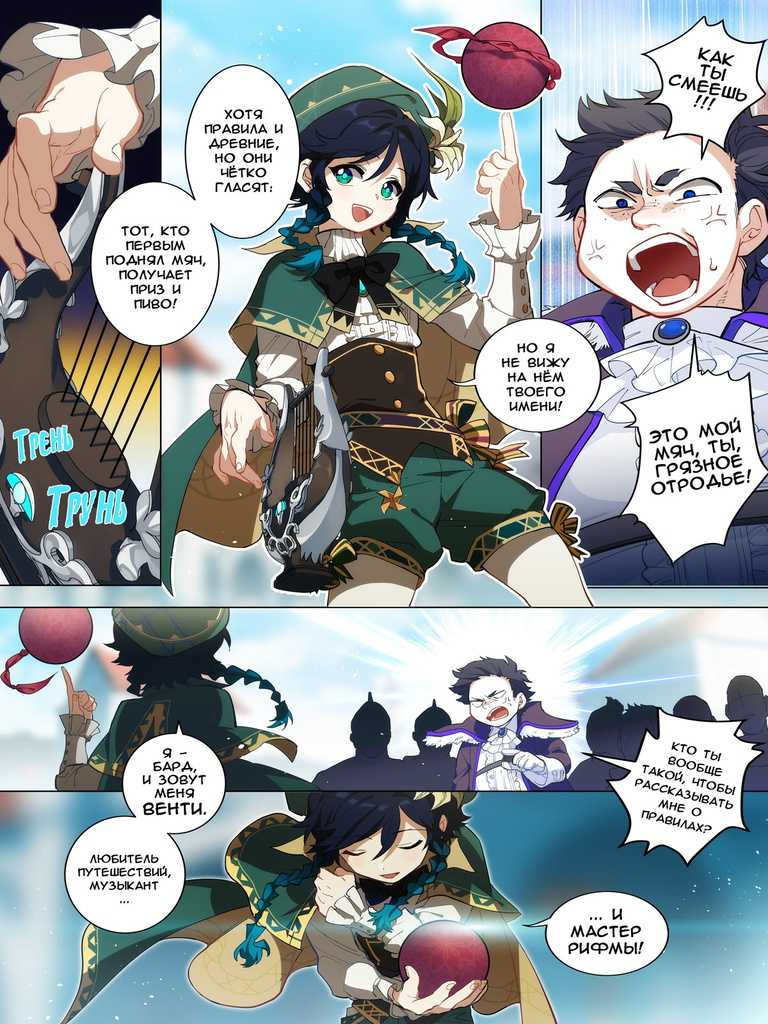 ХОТЯ
ПРАВИЛА И
ДРЕВНИЕ,
НО ОНИ
ЧЁТКО
ГЛАСЯТ:
ТОТ, КТО
ПЕРВЫМ
ПОДНЯЛ МЯЧ,
ПОЛУЧАЕТ
ПРИЗ И
ПИВО!
ТРЕНЬ
ТРУНЬ
КАК
ТЫ
СМЕЕШЬ
!!!
НО Я
НЕ ВИЖУ
НА НЁМ
ТВОЕГО
ИМЕНИ!
ЭТО МОЙ
МЯЧ, ТЫ,
ГРЯЗНОЕ
ОТРОДЬЕ!
КТО ТЫ
ВООБЩЕ
ТАКОЙ, ЧТОБЫ
РАССКАЗЫВАТЬ
МНЕ О
ПРАВИЛАХ?
Я -
БАРД,
И ЗОВУТ
МЕНЯ
ВЕНТИ.
ЛЮБИТЕЛЬ
ПУТЕШЕСТВИЙ,
МУЗЫКАНТ
...
... И
МАСТЕР
РИФМЫ!